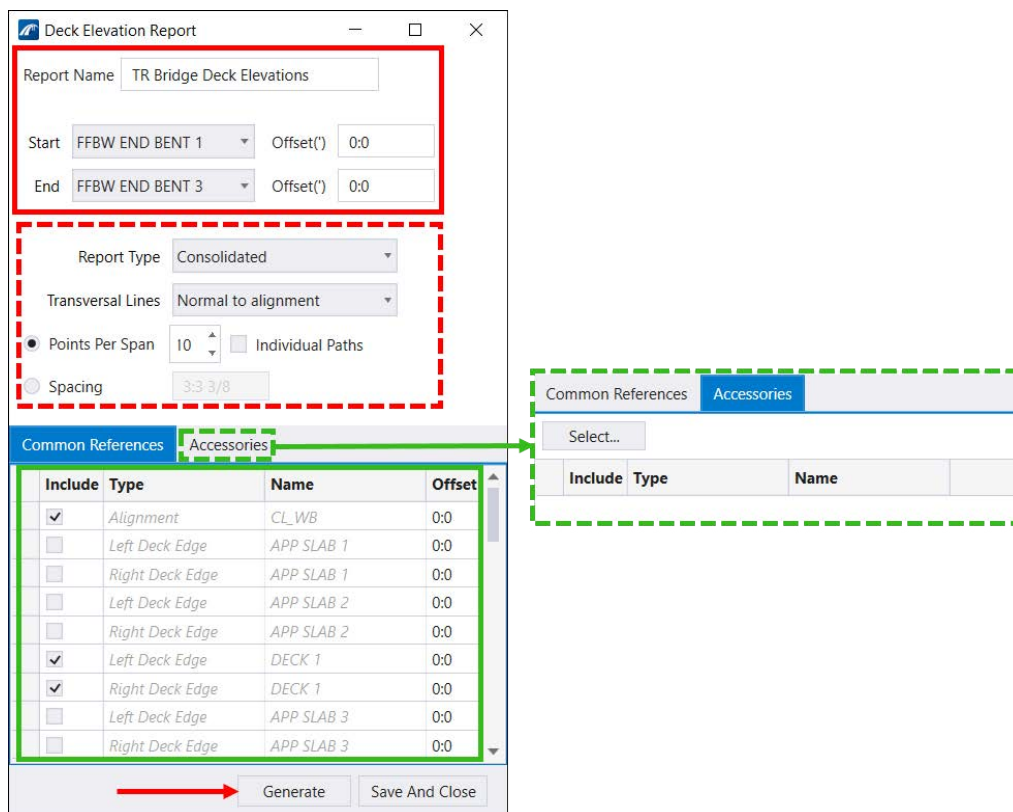 Deck Elevation Report
Report Name TR Bridge Deck Elevations
Start FFBW END BENT 1 Offset(') 0:0
End FFBW END BENT 3 Offset(') 0:0
Report Type Consolidated
Transversal Lines Normal to alignment
Points Per Span 10 Individual Paths
Spacing 3:3 3/8
Common References Accessories
Include Type Name Offset
Alignment CL_WB 0:0
Left Deck Edge APP SLAB 1 0:0
Right Deck Edge APP SLAB 1 0:0
Left Deck Edge APP SLAB 2 0:0
Right Deck Edge APP SLAB 2 0:0
Left Deck Edge DECK 1 0:0
Right Deck Edge DECK 1 0:0
Left Deck Edge APP SLAB 3 0:0
Right Deck Edge APP SLAB 3 0:0
Generate Save And Close
Common References Accessories
Select...
Include Type Name